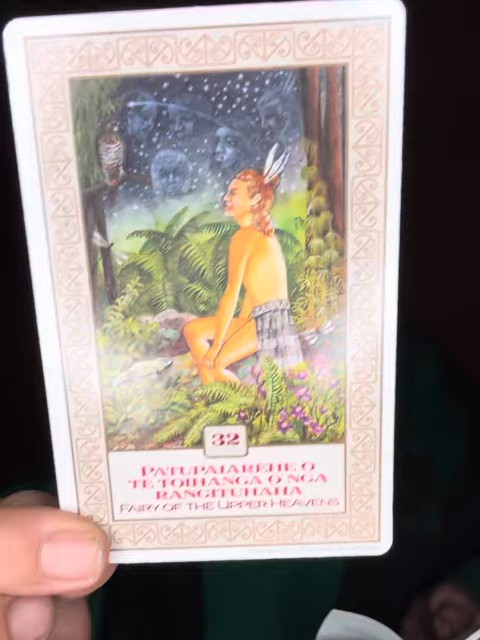 32
PATUPAIAREHE O
TE TOIHANGA O NGA
RANGITUHAHA
FAIRY OF THE UPPER HEAVENS